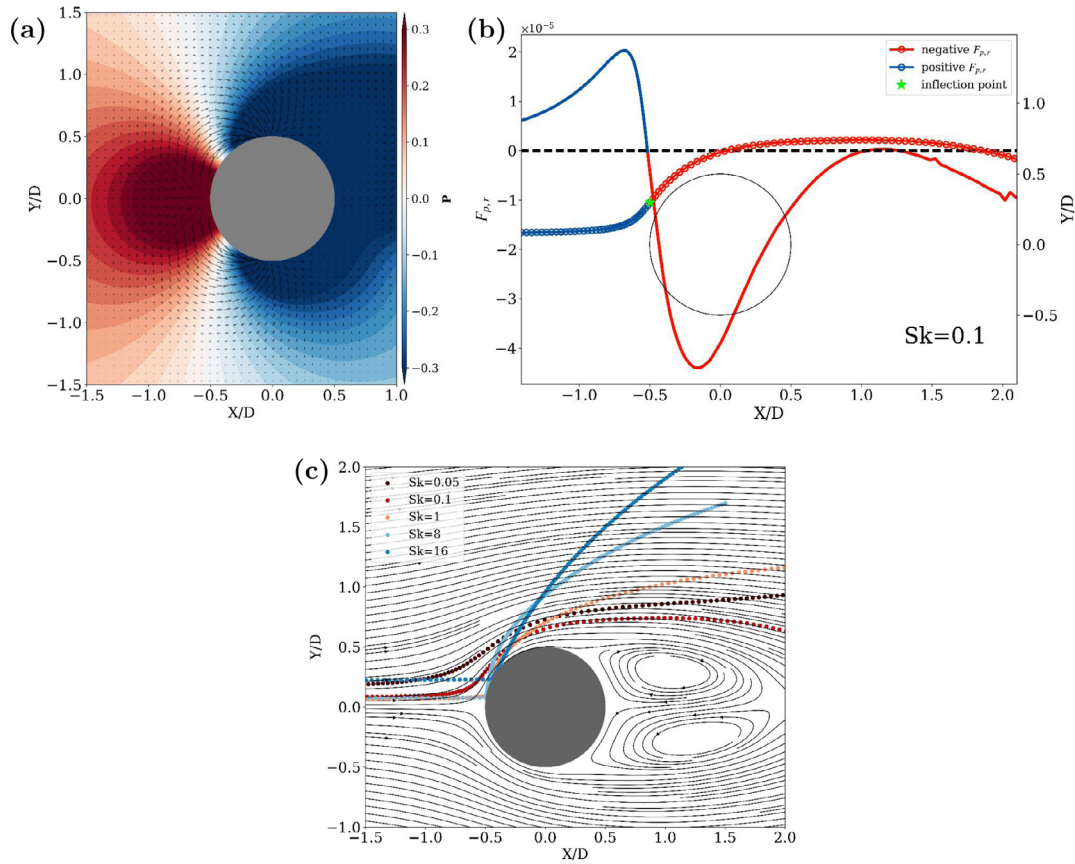 (a)
1.5
1.0
0.5
0.0
−0.5
−1.0
−1.5
Y/D
−1.5
−1.0
−0.5
0.0
0.5
1.0
X/D
0.3
0.2
0.1
0.0
−0.1
−0.2
−0.3
P
(b)
×10⁻⁵
2
1
0
−1
−2
−3
−4
F_{p,r}
negative F_{p,r}
positive F_{p,r}
inflection point
1.0
0.5
0.0
−0.5
Y/D
Sk=0.1
−1.0
−0.5
0.0
0.5
1.0
1.5
2.0
X/D
(c)
2.0
1.5
1.0
0.5
0.0
−0.5
−1.0
Y/D
Sk=0.05
Sk=0.1
Sk=1
Sk=8
Sk=16
−1.5
−1.0
−0.5
0.0
0.5
1.0
1.5
2.0
X/D